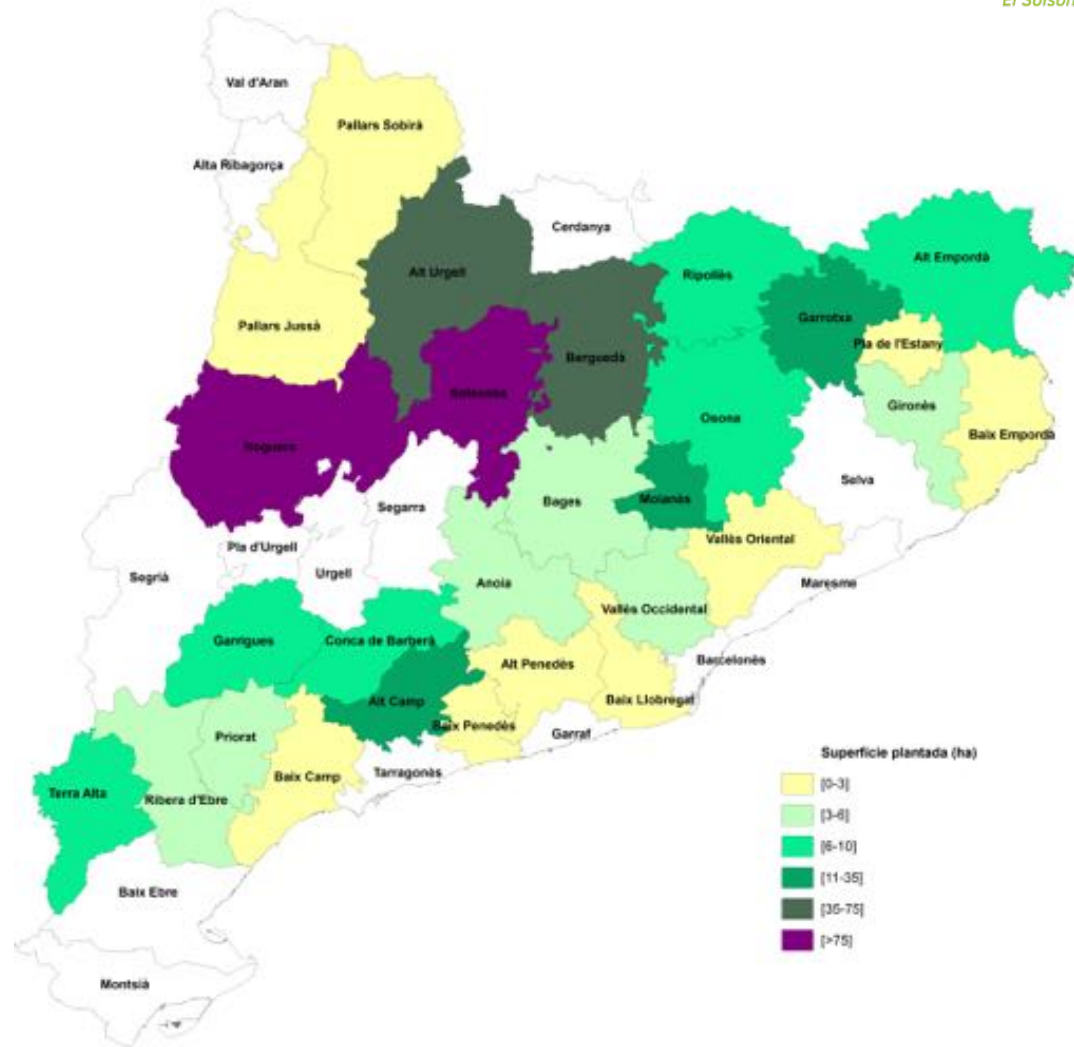 El Solson
Val d'Aran
Pallars Sobirà
Alta Ribagorça
Cerdanya
Alt Urgell
Ripollès
Alt Empordà
Garrotxa
Pallars Jussà
Pla de l'Estany
Berguedà
Solsonès
Gironès
Osona
Baix Empordà
Noguera
Selva
Moianès
Bages
Segarra
Vallès Oriental
Pla d'Urgell
Urgell
Segrià
Anoia
Maresme
Vallès Occidental
Garrigues
Conca de Barberà
Barcelonès
Alt Penedès
Baix Llobregat
Alt Camp
Baix Penedès
Garraf
Priorat
Tarragonès
Baix Camp
Terra Alta
Ribera d'Ebre
Baix Ebre
Montsià
Superfície plantada (ha)
[0-3]
[3-6]
[6-10]
[11-35]
[35-75]
[>75]